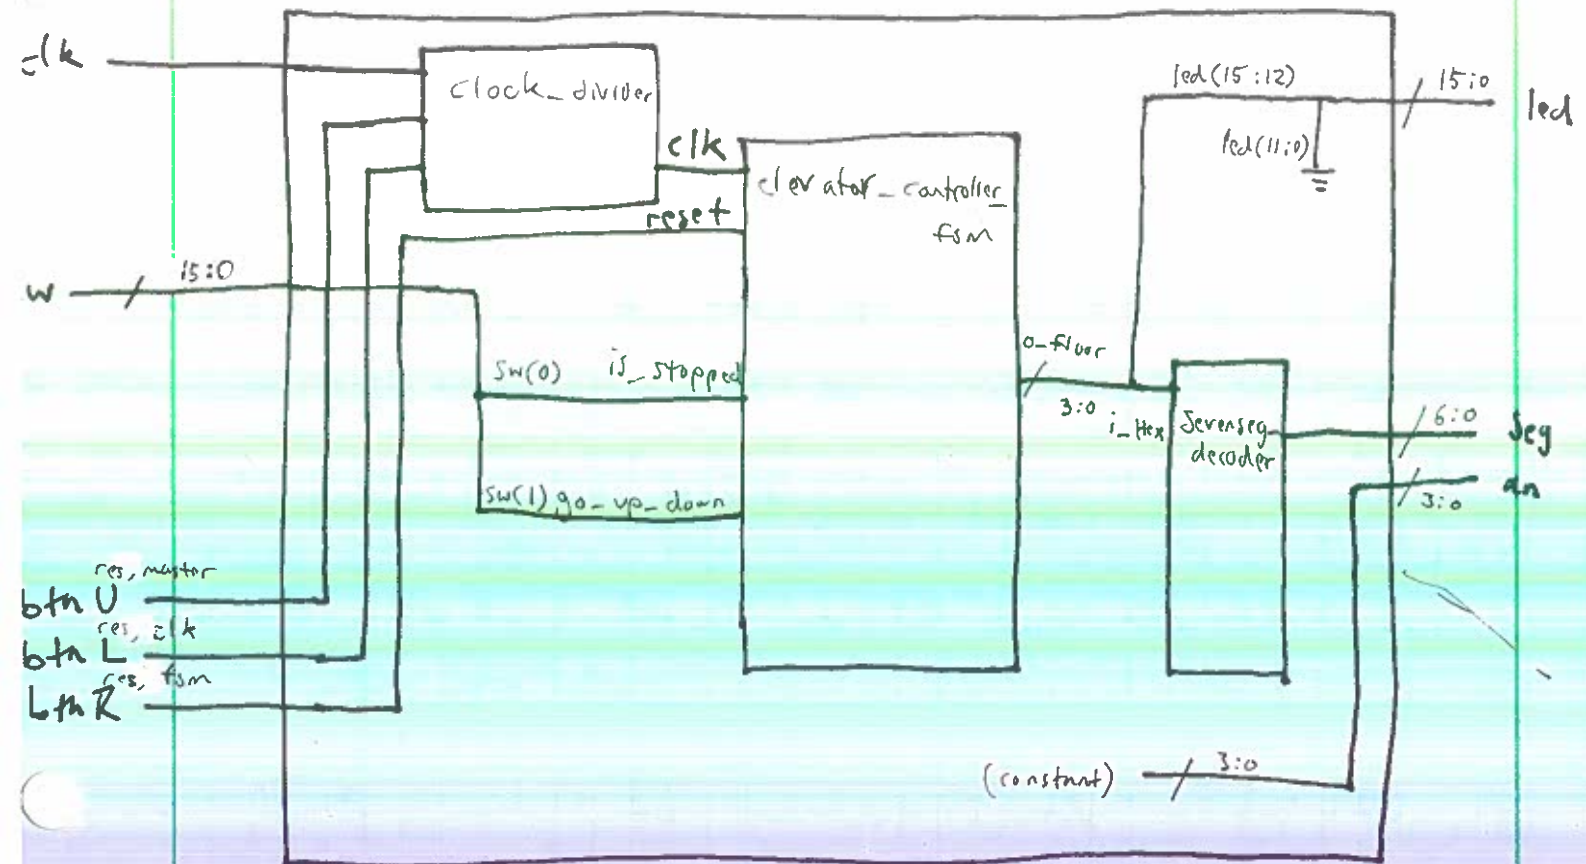 clk
clock_divider
clk
reset
elevator_controller_
fsm
led(15:12)
15:0
led
led(11:0)
w
15:0
sw(0)
is_stopped
sw(1)
go_up_down
o_floor
3:0
i_Hex
Sevenseg
decoder
6:0
seg
3:0
an
res, master
btn U
res, clk
btn L
res, fsm
btn R
(constant)
3:0